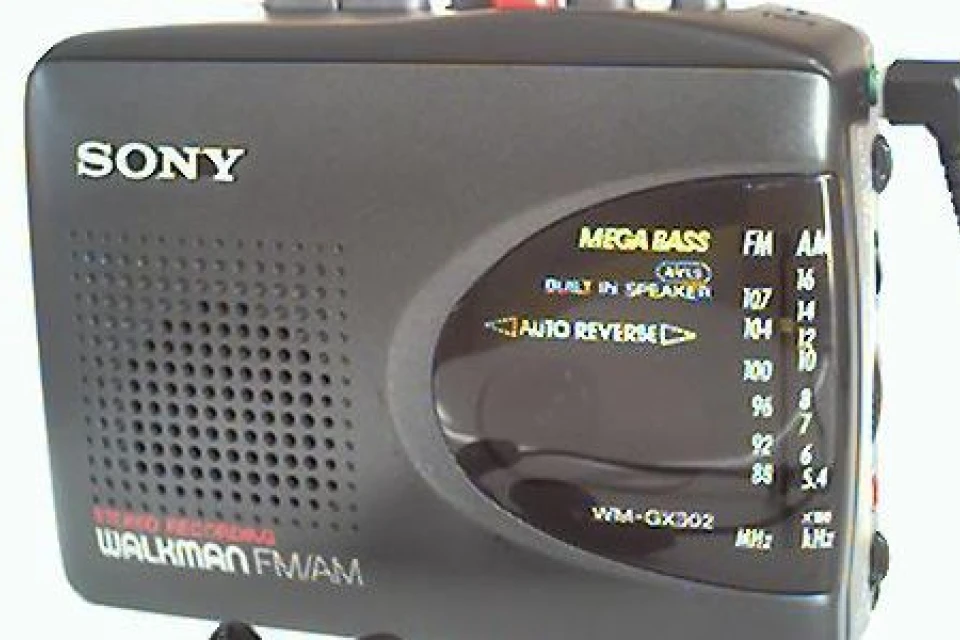 SONY
MEGA BASS
AVLS
BUILT IN SPEAKER
AUTO REVERSE
FM AM
16
107
14
104
12
10
100
8
96
7
92
6
88
5.4
WM-GX302
x100
MHz kHz
STEREO RECORDING
WALKMAN FM/AM